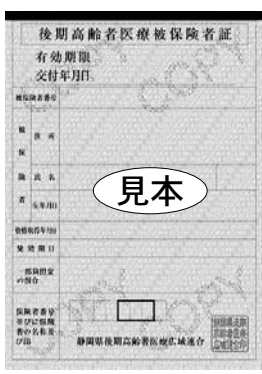 後期高齢者医療被保険者証
有効期限
交付年月日
被保険者番号
被保険者
住所
氏名
見本
生年月日
資格取得年月日
発効期日
一部負担金
の割合
保険者番号
並びに保険
者の名称及
び印
静岡県後期高齢者医療広域連合
COPY
COPY
COPY
COPY